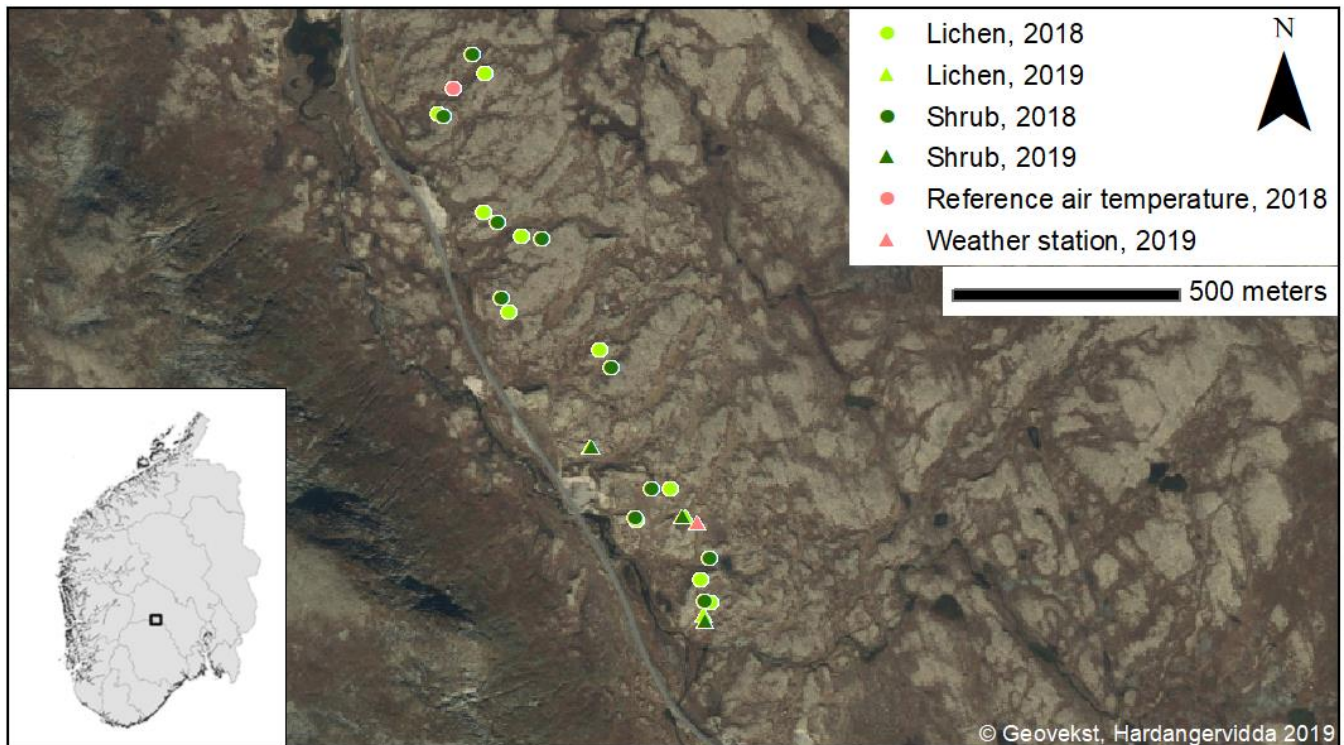 Lichen, 2018
Lichen, 2019
Shrub, 2018
Shrub, 2019
Reference air temperature, 2018
Weather station, 2019
N
500 meters
© Geovekst, Hardangervidda 2019